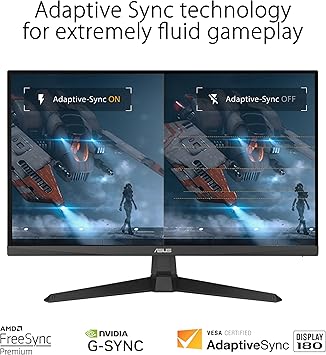 Adaptive Sync technology
for extremely fluid gameplay
Adaptive-Sync ON
Adaptive-Sync OFF
ASUS
AMD
FreeSync
Premium
NVIDIA
G-SYNC
VESA CERTIFIED
AdaptiveSync
DISPLAY
180